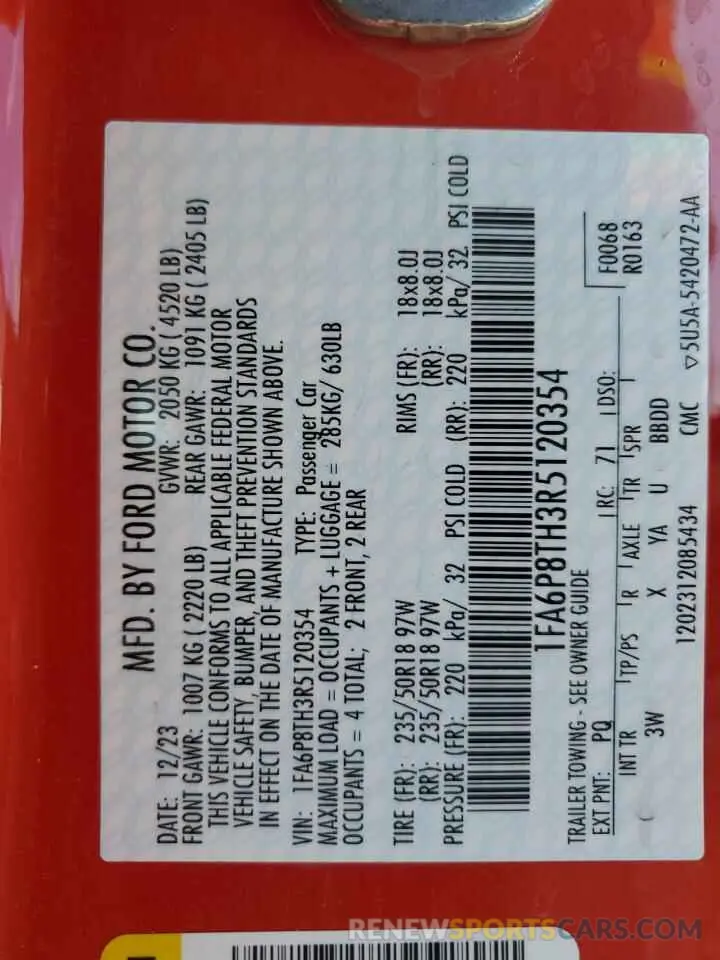 MFD. BY FORD MOTOR CO.
DATE: 12/23 GVWR: 2050 KG ( 4520 LB)
FRONT GAWR: 1007 KG ( 2220 LB) REAR GAWR: 1091 KG ( 2405 LB)
THIS VEHICLE CONFORMS TO ALL APPLICABLE FEDERAL MOTOR
VEHICLE SAFETY, BUMPER, AND THEFT PREVENTION STANDARDS
IN EFFECT ON THE DATE OF MANUFACTURE SHOWN ABOVE.
VIN: 1FA6P8TH3R5120354 TYPE: Passenger Car
MAXIMUM LOAD = OCCUPANTS + LUGGAGE = 285KG/ 630LB
OCCUPANTS = 4 TOTAL; 2 FRONT, 2 REAR
TIRE (FR): 235/50R18 97W RIMS (FR): 18x8.0J
(RR): 235/50R18 97W (RR): 18x8.0J
PRESSURE (FR): 220 kPa/ 32 PSI COLD (RR): 220 kPa/ 32 PSI COLD
1FA6P8TH3R5120354
TRAILER TOWING - SEE OWNER GUIDE F0068
EXT PNT: PQ RC: 71 DSO: R0163
INT TR TP/PS R AXLE TR SPR
3W X YA U BBDD
1202312085434 CMC ▽5U5A-5420472-AA
RENEWSPORTSCARS.COM